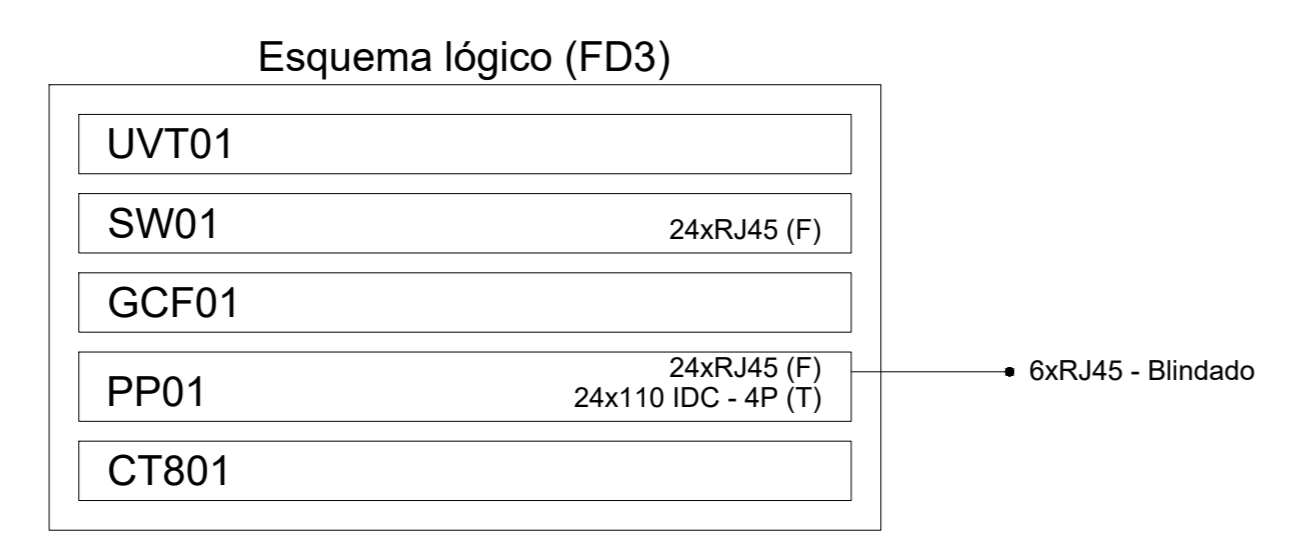 Esquema lógico (FD3)
UVT01
SW01
24xRJ45 (F)
GCF01
PP01
24xRJ45 (F)
24x110 IDC - 4P (T)
6xRJ45 - Blindado
CT801